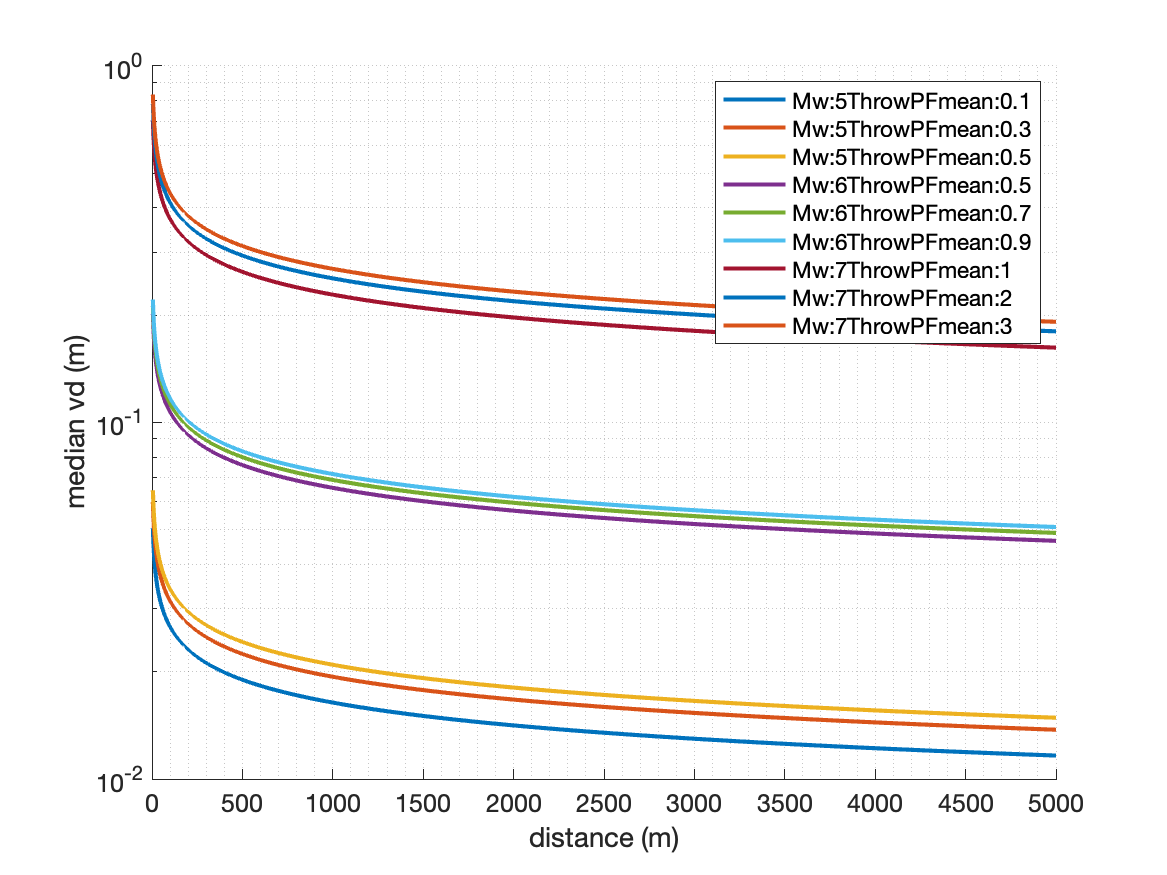 10^0
10^-1
10^-2
median vd (m)
Mw:5ThrowPFmean:0.1
Mw:5ThrowPFmean:0.3
Mw:5ThrowPFmean:0.5
Mw:6ThrowPFmean:0.5
Mw:6ThrowPFmean:0.7
Mw:6ThrowPFmean:0.9
Mw:7ThrowPFmean:1
Mw:7ThrowPFmean:2
Mw:7ThrowPFmean:3
0 500 1000 1500 2000 2500 3000 3500 4000 4500 5000
distance (m)